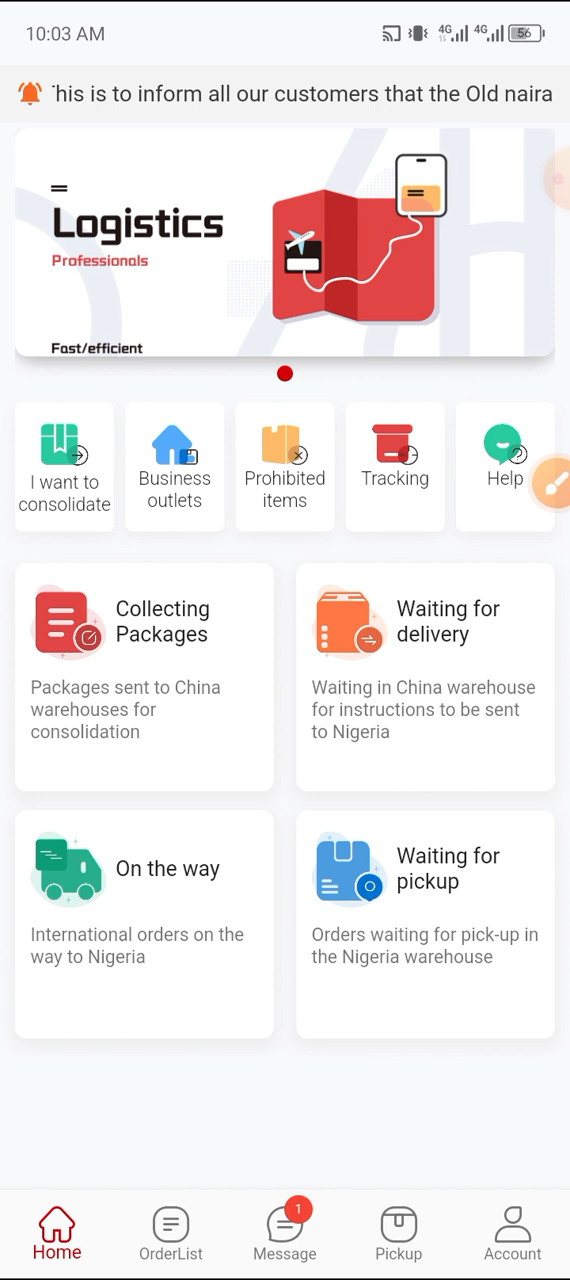 10:03 AM
4G 4G 56
This is to inform all our customers that the Old naira
Logistics
Professionals
Fast/efficient
I want to
consolidate
Business
outlets
Prohibited
items
Tracking
Help
Collecting
Packages
Packages sent to China
warehouses for
consolidation
Waiting for
delivery
Waiting in China warehouse
for instructions to be sent
to Nigeria
On the way
International orders on the
way to Nigeria
Waiting for
pickup
Orders waiting for pick-up in
the Nigeria warehouse
1
Home
OrderList
Message
Pickup
Account